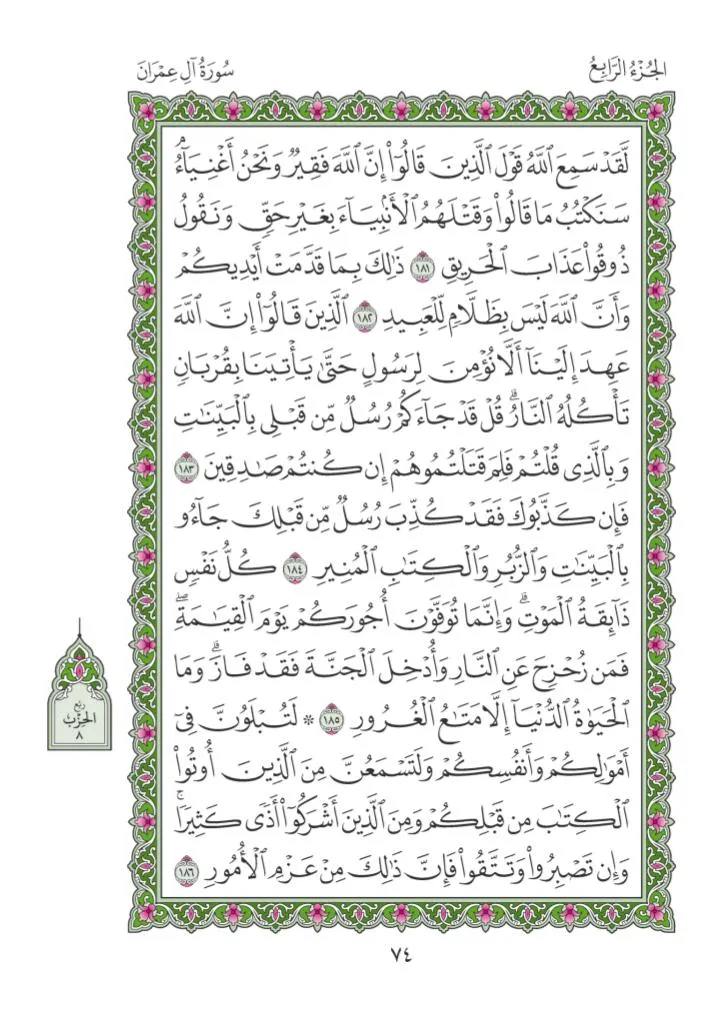 الجُزْءُ الرَّابِعُ
سُورَةُ آلِ عِمْرَانَ
لَّقَدْ سَمِعَ ٱللَّهُ قَوْلَ ٱلَّذِينَ قَالُوٓا۟ إِنَّ ٱللَّهَ فَقِيرٌ وَنَحْنُ أَغْنِيَآءُ ۘ
سَنَكْتُبُ مَا قَالُوا۟ وَقَتْلَهُمُ ٱلْأَنۢبِيَآءَ بِغَيْرِ حَقٍّ وَنَقُولُ
ذُوقُوا۟ عَذَابَ ٱلْحَرِيقِ ١٨١ ذَٰلِكَ بِمَا قَدَّمَتْ أَيْدِيكُمْ
وَأَنَّ ٱللَّهَ لَيْسَ بِظَلَّامٍ لِّلْعَبِيدِ ١٨٢ ٱلَّذِينَ قَالُوٓا۟ إِنَّ ٱللَّهَ
عَهِدَ إِلَيْنَآ أَلَّا نُؤْمِنَ لِرَسُولٍ حَتَّىٰ يَأْتِيَنَا بِقُرْبَانٍ
تَأْكُلُهُ ٱلنَّارُ ۗ قُلْ قَدْ جَآءَكُمْ رُسُلٌ مِّن قَبْلِى بِٱلْبَيِّنَٰتِ
وَبِٱلَّذِى قُلْتُمْ فَلِمَ قَتَلْتُمُوهُمْ إِن كُنتُمْ صَٰدِقِينَ ١٨٣
فَإِن كَذَّبُوكَ فَقَدْ كُذِّبَ رُسُلٌ مِّن قَبْلِكَ جَآءُو
بِٱلْبَيِّنَٰتِ وَٱلزُّبُرِ وَٱلْكِتَٰبِ ٱلْمُنِيرِ ١٨٤ كُلُّ نَفْسٍ
ذَآئِقَةُ ٱلْمَوْتِ ۗ وَإِنَّمَا تُوَفَّوْنَ أُجُورَكُمْ يَوْمَ ٱلْقِيَٰمَةِ ۖ
فَمَن زُحْزِحَ عَنِ ٱلنَّارِ وَأُدْخِلَ ٱلْجَنَّةَ فَقَدْ فَازَ ۗ وَمَا
ٱلْحَيَوٰةُ ٱلدُّنْيَآ إِلَّا مَتَٰعُ ٱلْغُرُورِ ١٨٥ ۞ لَتُبْلَوُنَّ فِىٓ
أَمْوَٰلِكُمْ وَأَنفُسِكُمْ وَلَتَسْمَعُنَّ مِنَ ٱلَّذِينَ أُوتُوا۟
ٱلْكِتَٰبَ مِن قَبْلِكُمْ وَمِنَ ٱلَّذِينَ أَشْرَكُوٓا۟ أَذًى كَثِيرًا ۚ
وَإِن تَصْبِرُوا۟ وَتَتَّقُوا۟ فَإِنَّ ذَٰلِكَ مِنْ عَزْمِ ٱلْأُمُورِ ١٨٦
رُبْعُ
الحِزْبِ
٨
٧٤